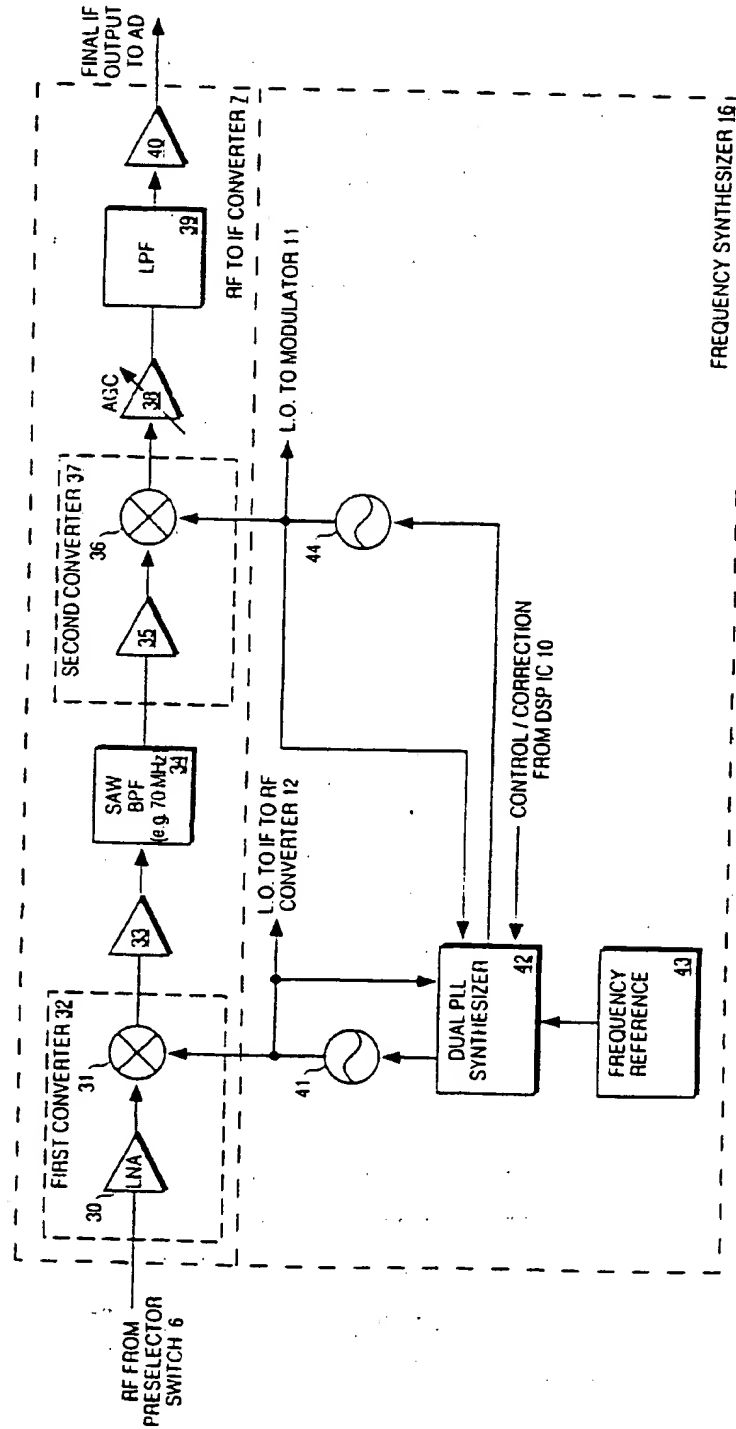 RF FROM
PRESELECTOR
SWITCH 6
FIRST CONVERTER 32
30
LNA
31
33
SAW
BPF
(e.g. 70 MHz
34
SECOND CONVERTER 37
35
36
AGC
38
LPF
39
40
FINAL IF
OUTPUT
TO AD
RF TO IF CONVERTER 7
L.O. TO IF TO RF
CONVERTER 12
L.O. TO MODULATOR 11
41
44
DUAL PLL
SYNTHESIZER
42
CONTROL / CORRECTION
FROM DSP IC 10
FREQUENCY
REFERENCE
43
FREQUENCY SYNTHESIZER 16